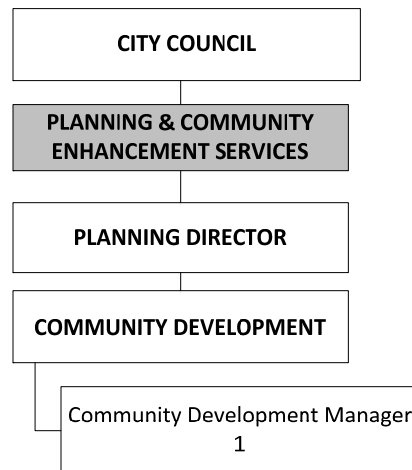 CITY COUNCIL
PLANNING & COMMUNITY
ENHANCEMENT SERVICES
PLANNING DIRECTOR
COMMUNITY DEVELOPMENT
Community Development Manager
1